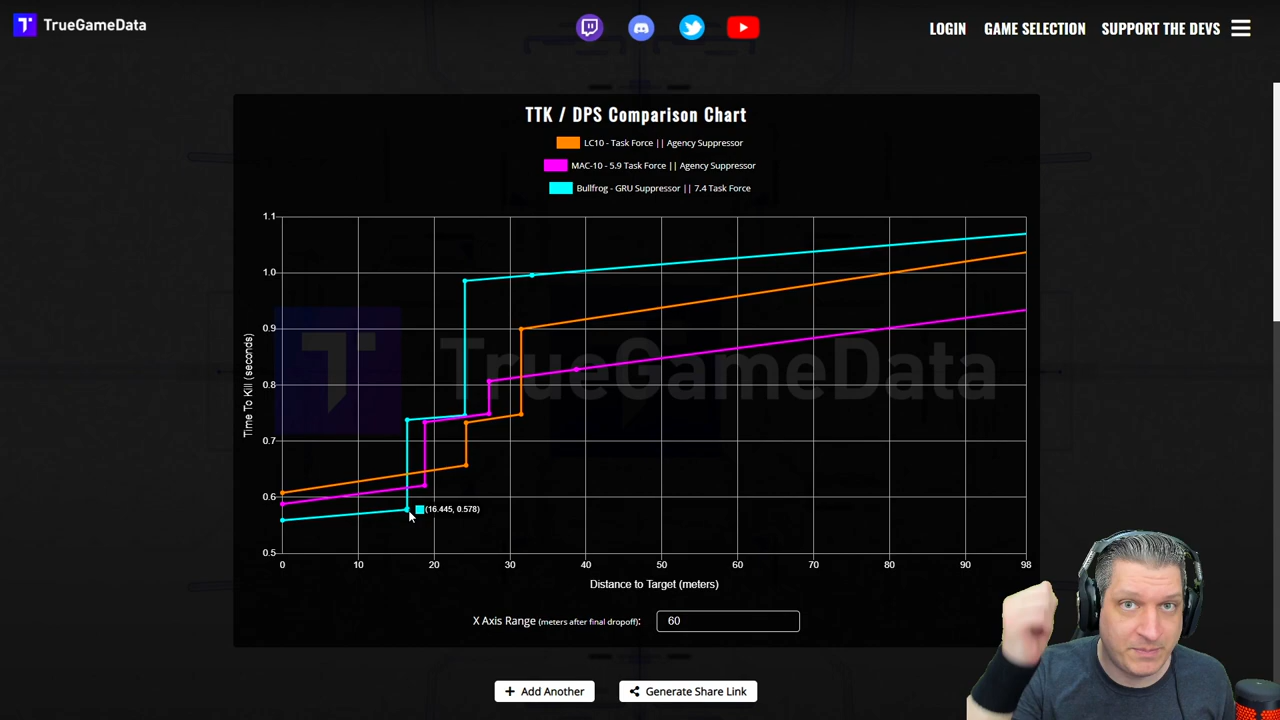 TrueGameData
LOGIN
GAME SELECTION
SUPPORT THE DEVS
TTK / DPS Comparison Chart
LC10 - Task Force || Agency Suppressor
MAC-10 - 5.9 Task Force || Agency Suppressor
Bullfrog - GRU Suppressor || 7.4 Task Force
1.1
1.0
0.9
0.8
0.7
0.6
0.5
Time To Kill (seconds)
TrueGameData
(16.445, 0.578)
0 10 20 30 40 50 60 70 80 90 98
Distance to Target (meters)
X Axis Range (meters after final dropoff): 60
+ Add Another
Generate Share Link